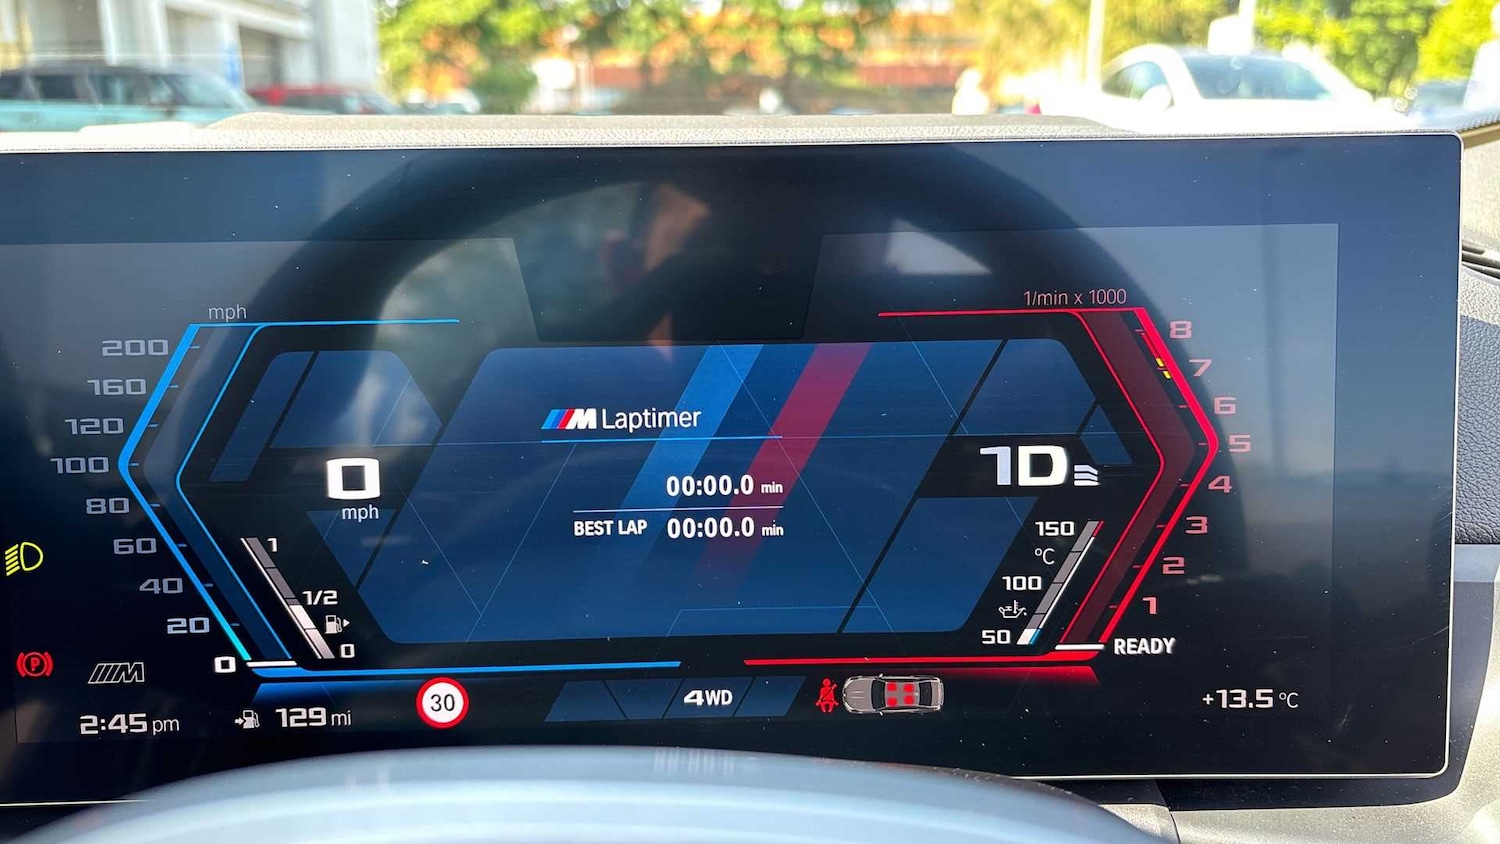 mph
1/min x 1000
200
160
120
100
80
60
40
20
0
8
7
6
5
4
3
2
1
READY
M Laptimer
00:00.0 min
BEST LAP 00:00.0 min
0
mph
1D
1
1/2
0
150
°C
100
50
P
M
30
4WD
2:45 pm
129 mi
+13.5 °C